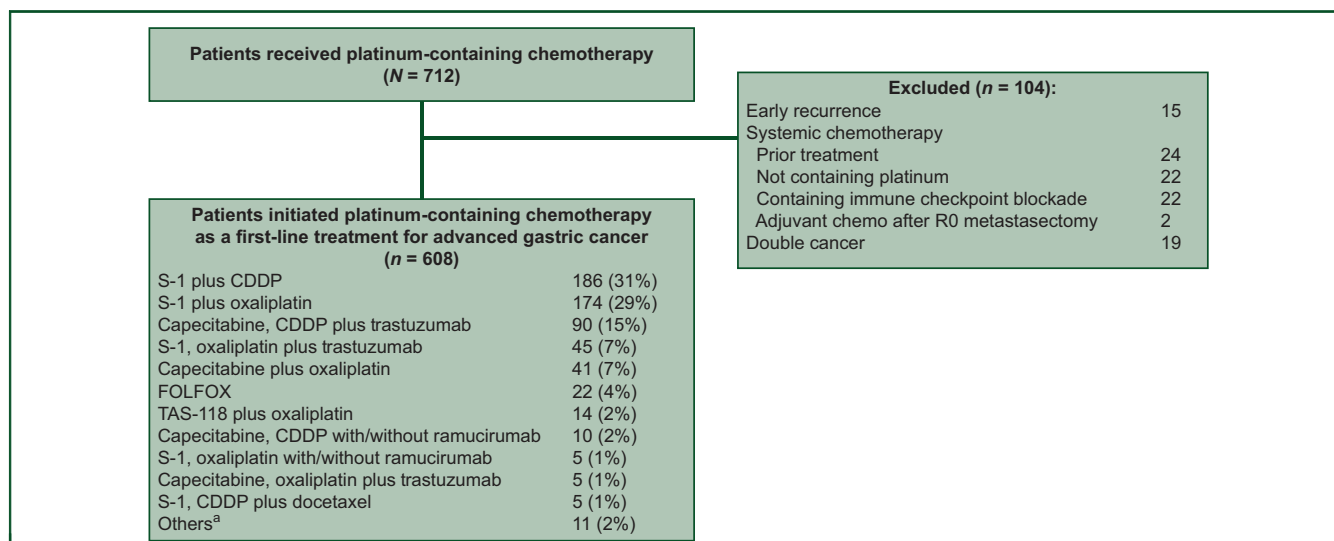 Patients received platinum-containing chemotherapy
(N = 712)
Excluded (n = 104):
Early recurrence 15
Systemic chemotherapy
Prior treatment 24
Not containing platinum 22
Containing immune checkpoint blockade 22
Adjuvant chemo after R0 metastasectomy 2
Double cancer 19
Patients initiated platinum-containing chemotherapy
as a first-line treatment for advanced gastric cancer
(n = 608)
S-1 plus CDDP 186 (31%)
S-1 plus oxaliplatin 174 (29%)
Capecitabine, CDDP plus trastuzumab 90 (15%)
S-1, oxaliplatin plus trastuzumab 45 (7%)
Capecitabine plus oxaliplatin 41 (7%)
FOLFOX 22 (4%)
TAS-118 plus oxaliplatin 14 (2%)
Capecitabine, CDDP with/without ramucirumab 10 (2%)
S-1, oxaliplatin with/without ramucirumab 5 (1%)
Capecitabine, oxaliplatin plus trastuzumab 5 (1%)
S-1, CDDP plus docetaxel 5 (1%)
Others^a 11 (2%)